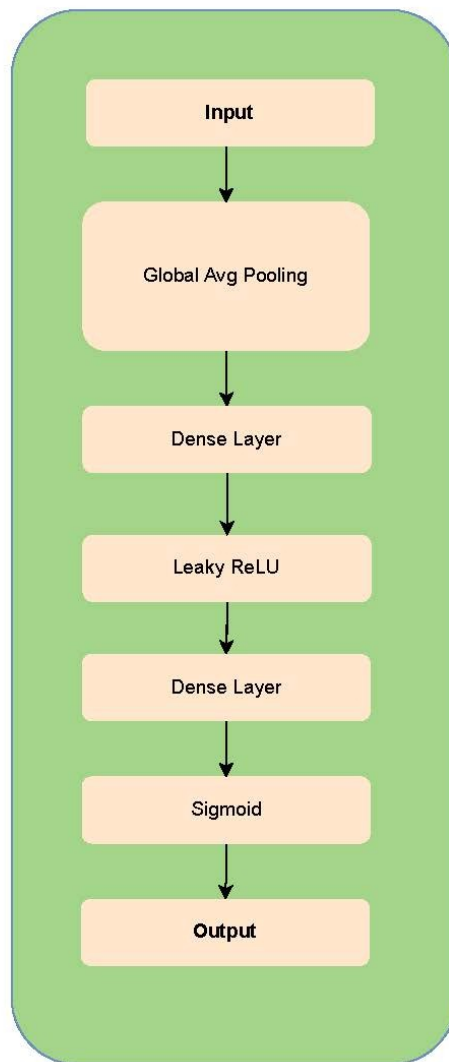 Input
Global Avg Pooling
Dense Layer
Leaky ReLU
Dense Layer
Sigmoid
Output